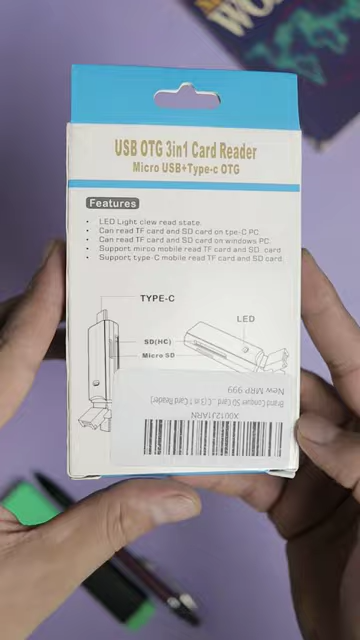 USB OTG 3in1 Card Reader
Micro USB+Type-c OTG
Features
• LED Light clew read state.
• Can read TF card and SD card on tpe-C PC.
• Can read TF card and SD card on windows PC.
• Support mirco mobile read TF card and SD card
• Support type-C mobile read TF card and SD card
TYPE-C
LED
SD(HC)
Micro SD
New MRP 999
X0012J1ARN